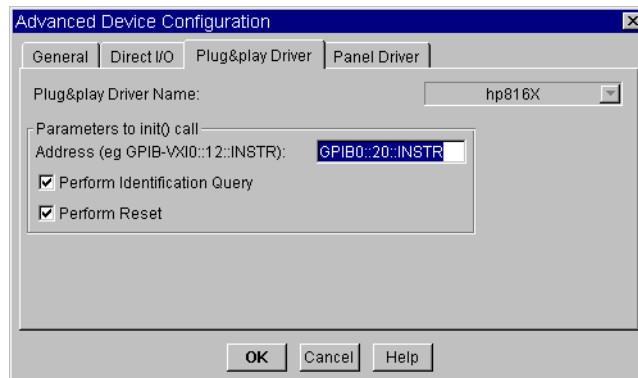 Advanced Device Configuration
General Direct I/O Plug&play Driver Panel Driver
Plug&play Driver Name: hp816X
Parameters to init() call
Address (eg GPIB-VXI0::12::INSTR): GPIB0::20::INSTR
Perform Identification Query
Perform Reset
OK Cancel Help